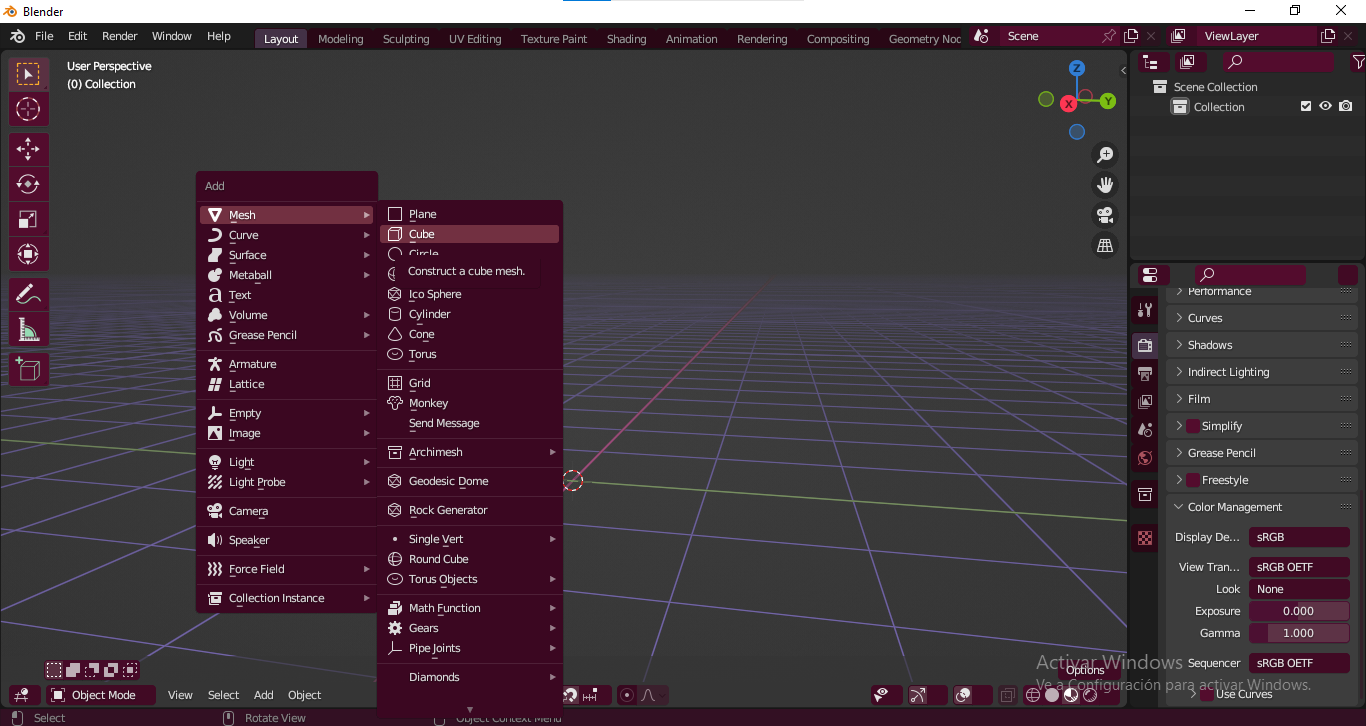 Blender
File Edit Render Window Help Layout Modeling Sculpting UV Editing Texture Paint Shading Animation Rendering Compositing Geometry Noc Scene ViewLayer
User Perspective
(0) Collection
Z
Y
X
Scene Collection
Collection
Add
Mesh
Curve
Surface
Metaball
Text
Volume
Grease Pencil
Armature
Lattice
Empty
Image
Light
Light Probe
Camera
Speaker
Force Field
Collection Instance
Plane
Cube
Circle
Construct a cube mesh.
Ico Sphere
Cylinder
Cone
Torus
Grid
Monkey
Send Message
Archimesh
Geodesic Dome
Rock Generator
Single Vert
Round Cube
Torus Objects
Math Function
Gears
Pipe Joints
Diamonds
Performance
Curves
Shadows
Indirect Lighting
Film
Simplify
Grease Pencil
Freestyle
Color Management
Display De... sRGB
View Tran... sRGB OETF
Look None
Exposure 0.000
Gamma 1.000
Sequencer sRGB OETF
Use Curves
Activar Windows
Ve a Configuración para activar Windows.
Options
Object Mode View Select Add Object
Select Rotate View Object Context Menu